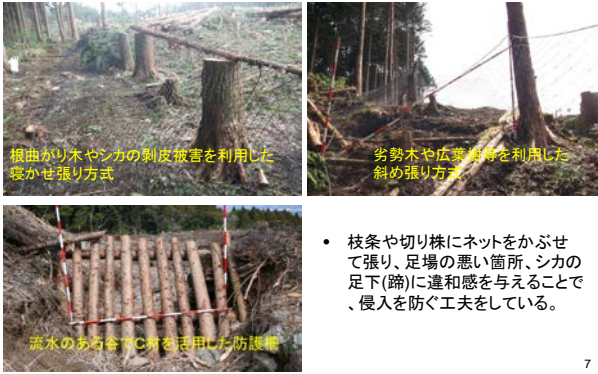 根曲がり木やシカの剥皮被害を利用した
寝かせ張り方式
劣勢木や広葉樹等を利用した
斜め張り方式
流水のある谷でC材を活用した防護柵
• 枝条や切り株にネットをかぶせ
て張り、足場の悪い箇所、シカの
足下(蹄)に違和感を与えることで
、侵入を防ぐ工夫をしている。
7